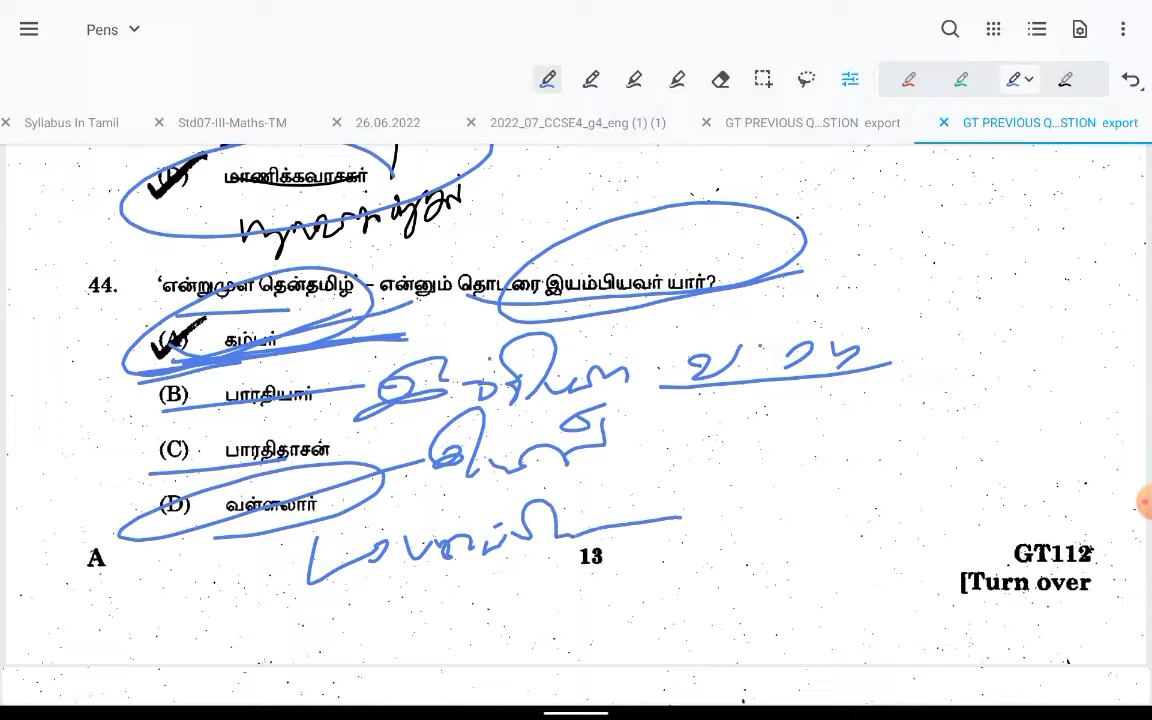 Pens
Syllabus In Tamil
Std07-III-Maths-TM
26.06.2022
2022_07_CCSE4_g4_eng (1) (1)
GT PREVIOUS Q...STION export
GT PREVIOUS Q...STION export
மாணிக்கவாசகர்
44. ‘என்றுமுள தென்தமிழ்’ – என்னும் தொடரை இயம்பியவர் யார்?
(A) கம்பர்
(B) பாரதியார்
(C) பாரதிதாசன்
(D) வள்ளலார்
A 13 GT112
[Turn over